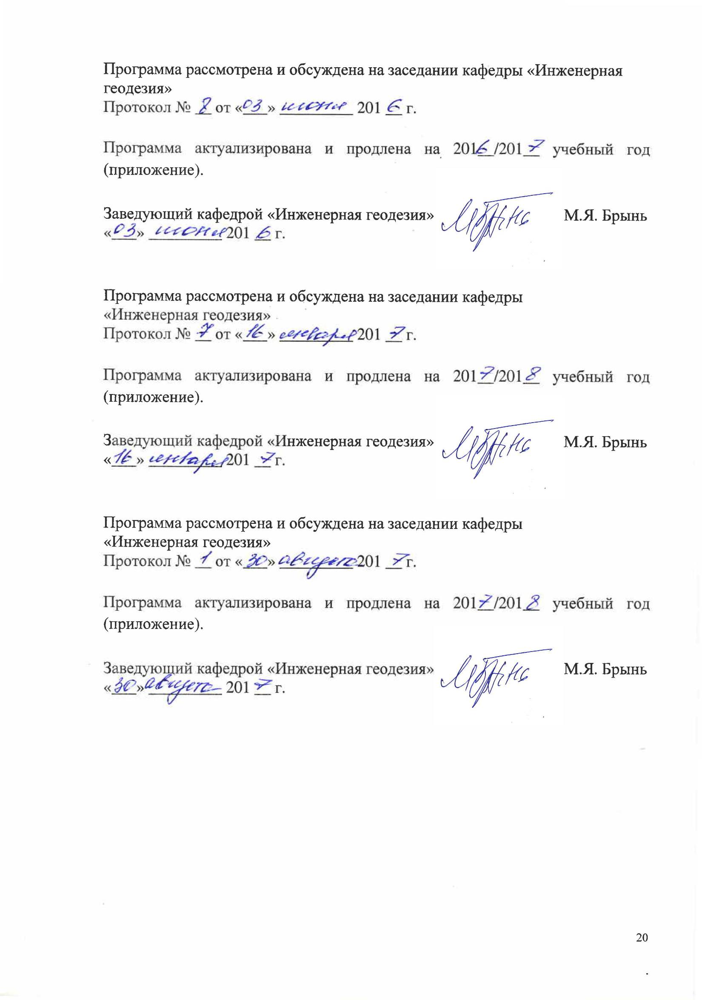 Программа рассмотрена и обсуждена на заседании кафедры «Инженерная
геодезия»
Протокол № 8 от «03» июня 2016 г.
Программа актуализирована и продлена на 2016/2017 учебный год
(приложение).
Заведующий кафедрой «Инженерная геодезия» М.Я. Брынь
«03» июня 2016 г.
Программа рассмотрена и обсуждена на заседании кафедры
«Инженерная геодезия»
Протокол № 7 от «16» января 2017 г.
Программа актуализирована и продлена на 2017/2018 учебный год
(приложение).
Заведующий кафедрой «Инженерная геодезия» М.Я. Брынь
«16» января 2017 г.
Программа рассмотрена и обсуждена на заседании кафедры
«Инженерная геодезия»
Протокол № 1 от «30» августа 2017 г.
Программа актуализирована и продлена на 2017/2018 учебный год
(приложение).
Заведующий кафедрой «Инженерная геодезия» М.Я. Брынь
«30» августа 2017 г.
20